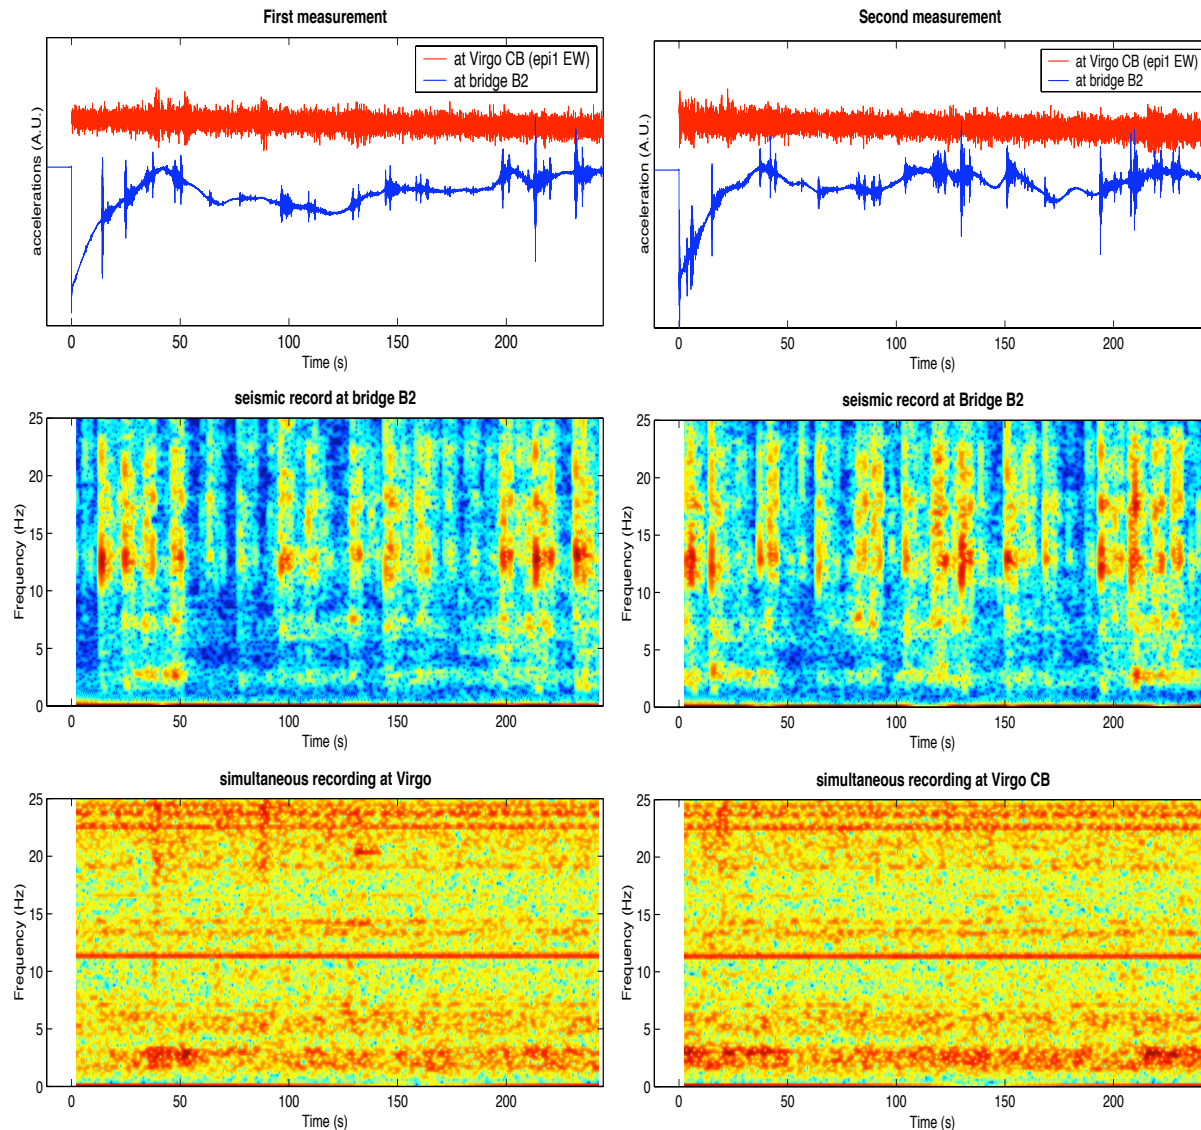 First measurement
at Virgo CB (epi1 EW)
at bridge B2
accelerations (A.U.)
0 50 100 150 200
Time (s)
Second measurement
at Virgo CB (epi1 EW)
at bridge B2
acceleration (A.U.)
0 50 100 150 200
Time (s)
seismic record at bridge B2
Frequency (Hz)
25
20
15
10
5
0
0 50 100 150 200
Time (s)
seismic record at Bridge B2
Frequency (Hz)
25
20
15
10
5
0
0 50 100 150 200
Time (s)
simultaneous recording at Virgo
Frequency (Hz)
25
20
15
10
5
0
0 50 100 150 200
Time (s)
simultaneous recording at Virgo CB
Frequency (Hz)
25
20
15
10
5
0
0 50 100 150 200
Time (s)